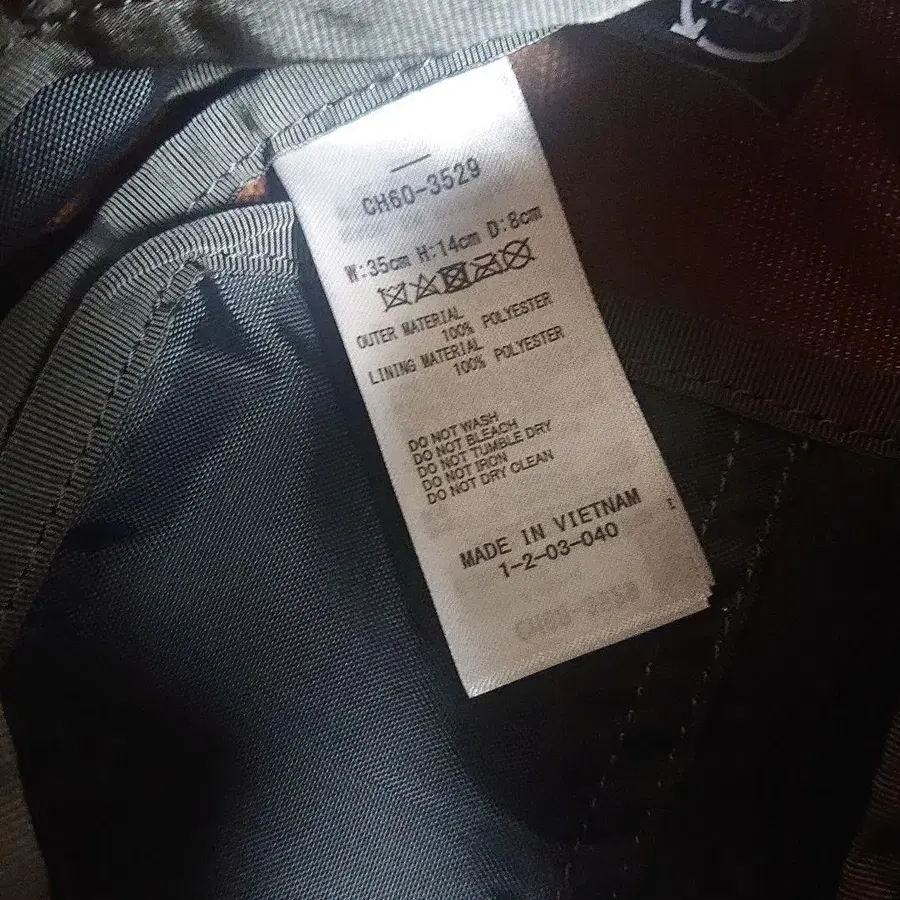 CH60-3529
W:35cm H:14cm D:8cm
OUTER MATERIAL
100% POLYESTER
LINING MATERIAL
100% POLYESTER
DO NOT WASH
DO NOT BLEACH
DO NOT TUMBLE DRY
DO NOT IRON
DO NOT DRY CLEAN
MADE IN VIETNAM
1-2-03-040